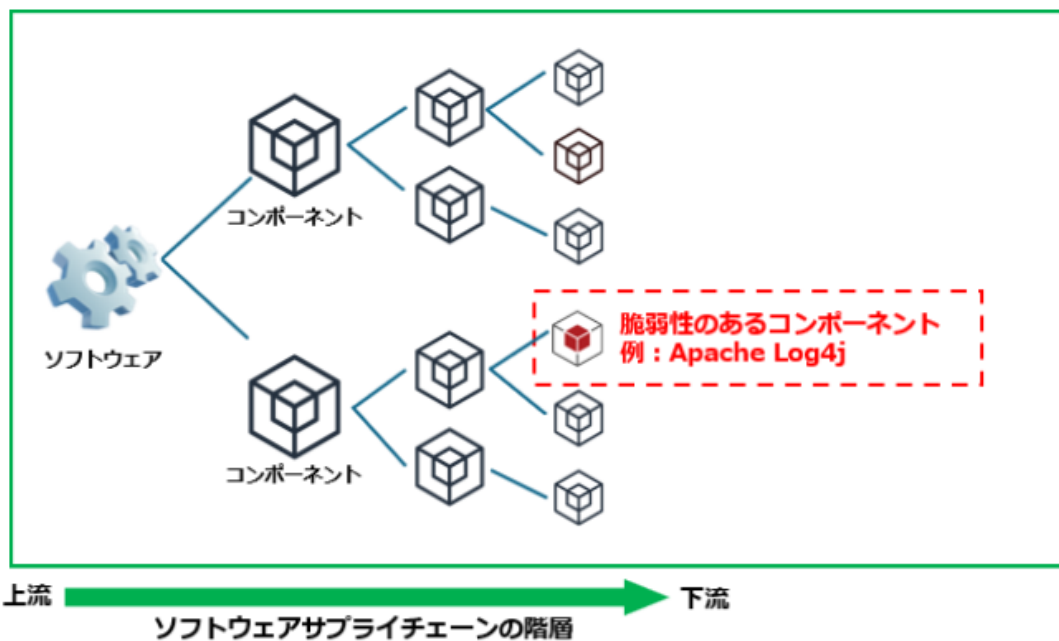 コンポーネント
ソフトウェア
脆弱性のあるコンポーネント
例：Apache Log4j
コンポーネント
上流
下流
ソフトウェアサプライチェーンの階層